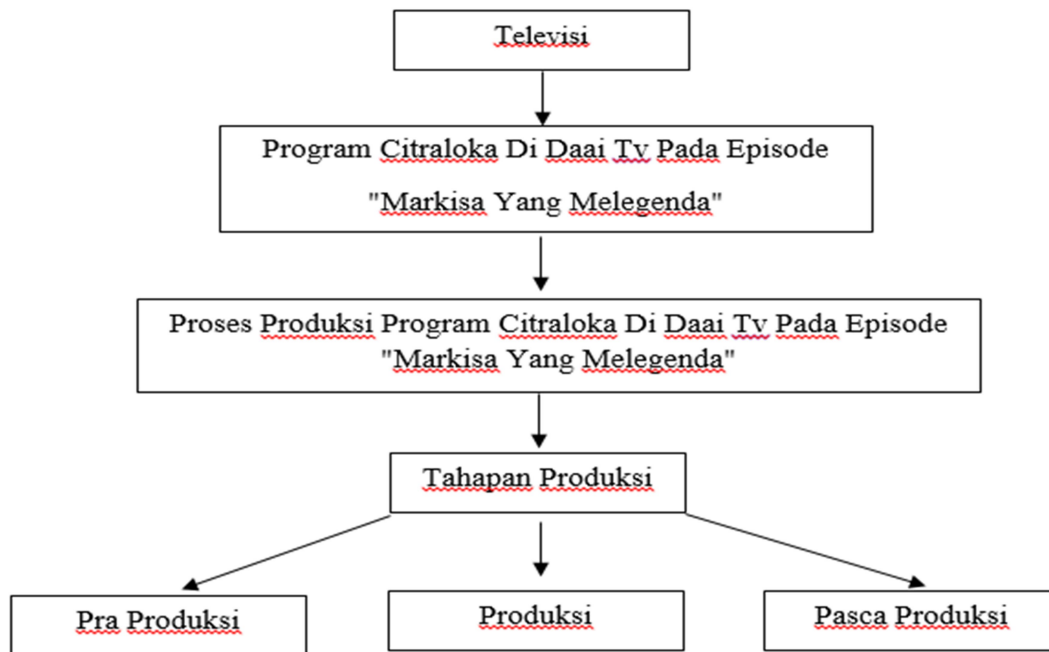 Televisi
Program Citraloka Di Daai Tv Pada Episode
"Markisa Yang Melegenda"
Proses Produksi Program Citraloka Di Daai Tv Pada Episode
"Markisa Yang Melegenda"
Tahapan Produksi
Pra Produksi
Produksi
Pasca Produksi